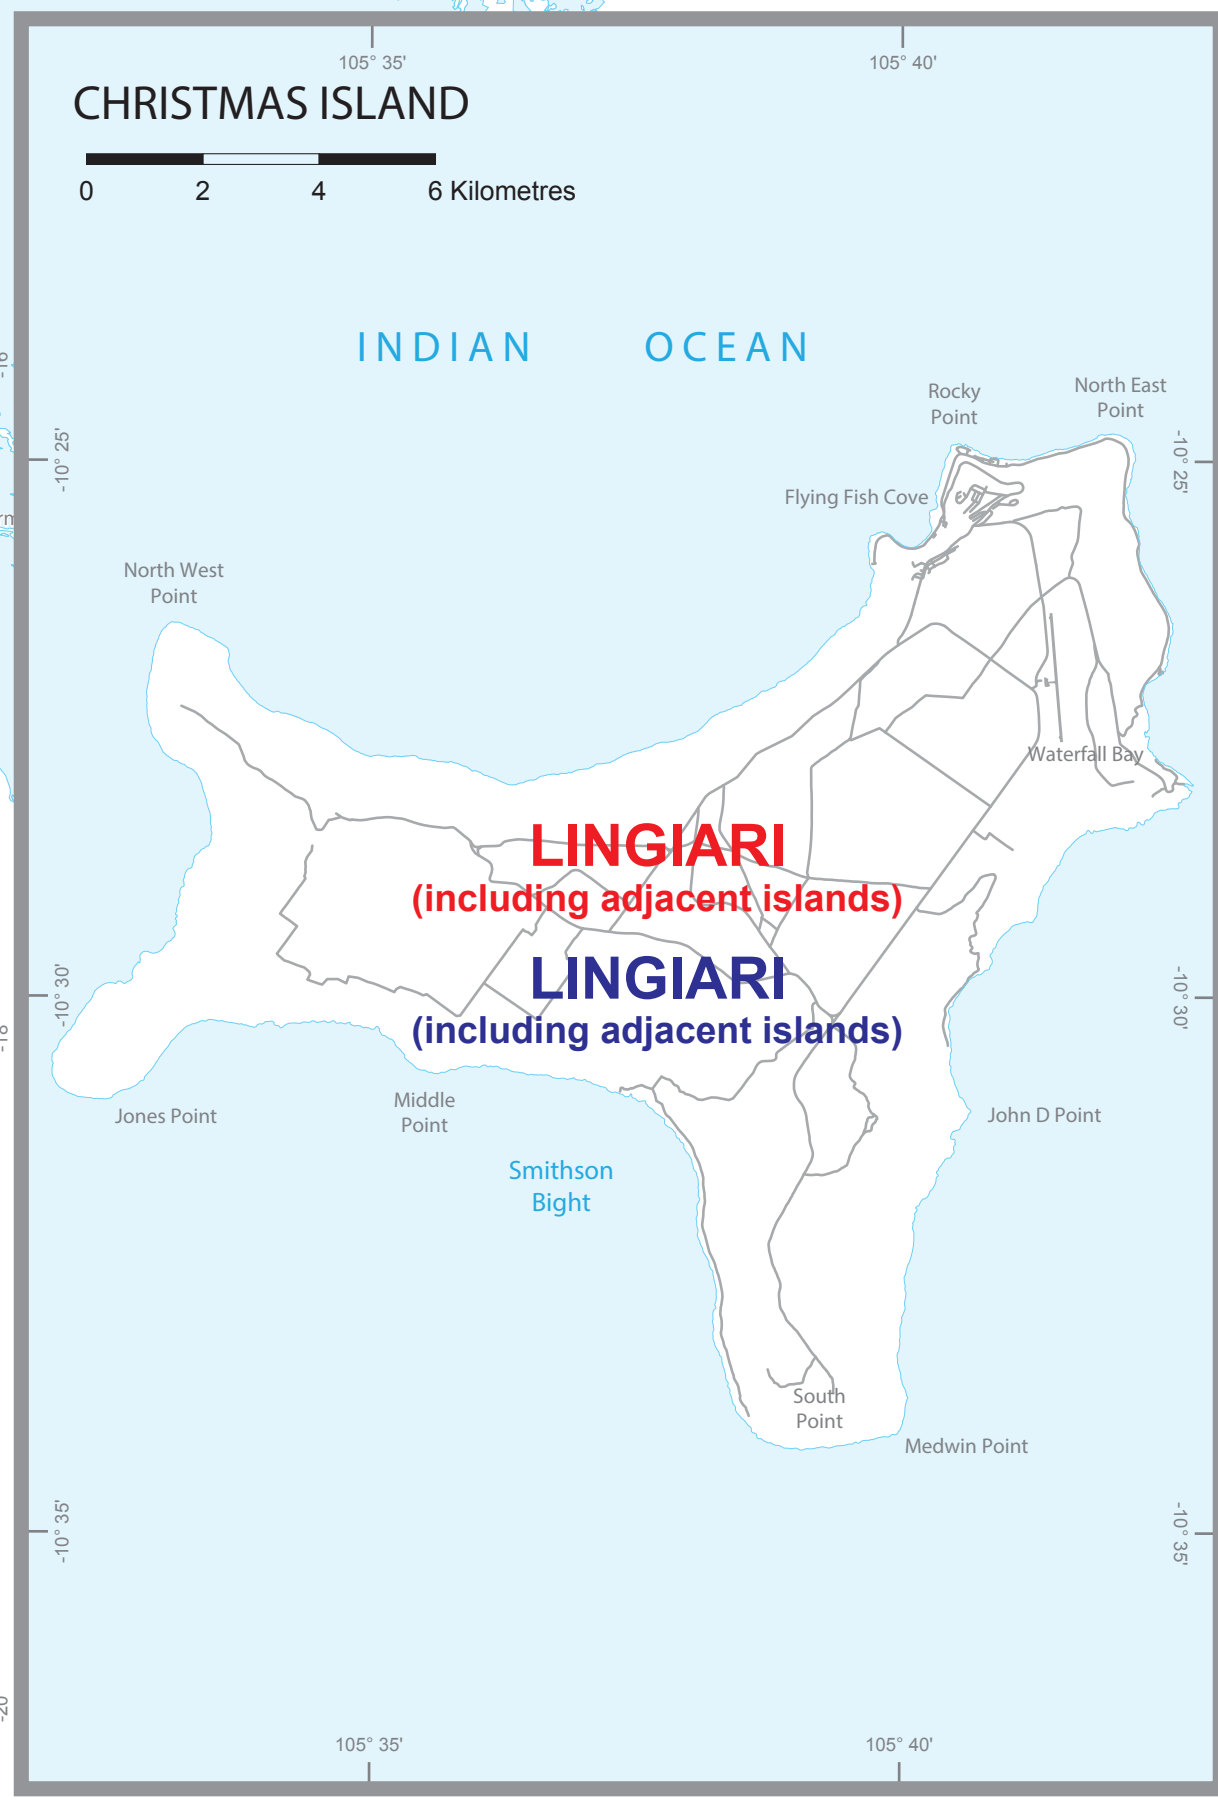 105° 35'
105° 40'
CHRISTMAS ISLAND
0 2 4 6 Kilometres
INDIAN OCEAN
Rocky
Point
North East
Point
-10° 25'
-10° 25'
Flying Fish Cove
North West
Point
Waterfall Bay
LINGIARI
(including adjacent islands)
LINGIARI
(including adjacent islands)
-10° 30'
-10° 30'
Jones Point
Middle
Point
John D Point
Smithson
Bight
South
Point
Medwin Point
-10° 35'
-10° 35'
105° 35'
105° 40'
-18
-20